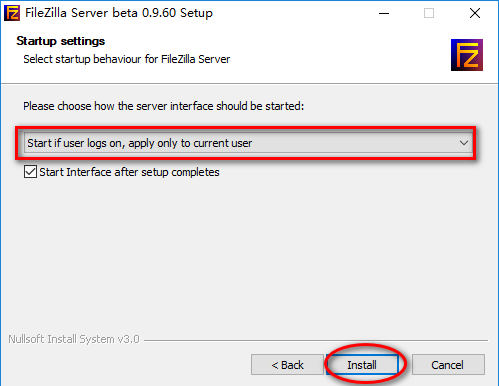 FileZilla Server beta 0.9.60 Setup
Startup settings
Select startup behaviour for FileZilla Server
Please choose how the server interface should be started:
Start if user logs on, apply only to current user
Start Interface after setup completes
Nullsoft Install System v3.0
< Back
Install
Cancel